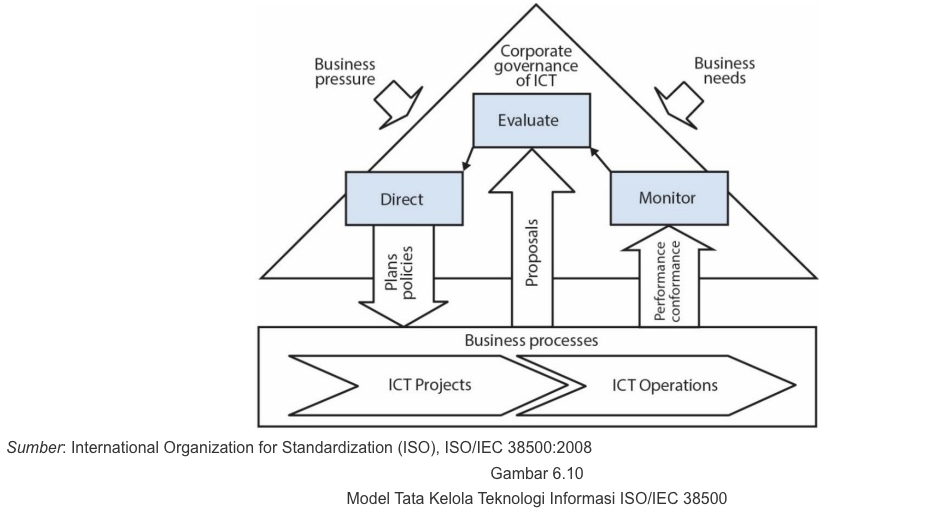 Corporate
governance
of ICT
Business
pressure
Business
needs
Evaluate
Direct
Monitor
Plans
policies
Proposals
Performance
conformance
Business processes
ICT Projects
ICT Operations
Sumber: International Organization for Standardization (ISO), ISO/IEC 38500:2008
Gambar 6.10
Model Tata Kelola Teknologi Informasi ISO/IEC 38500